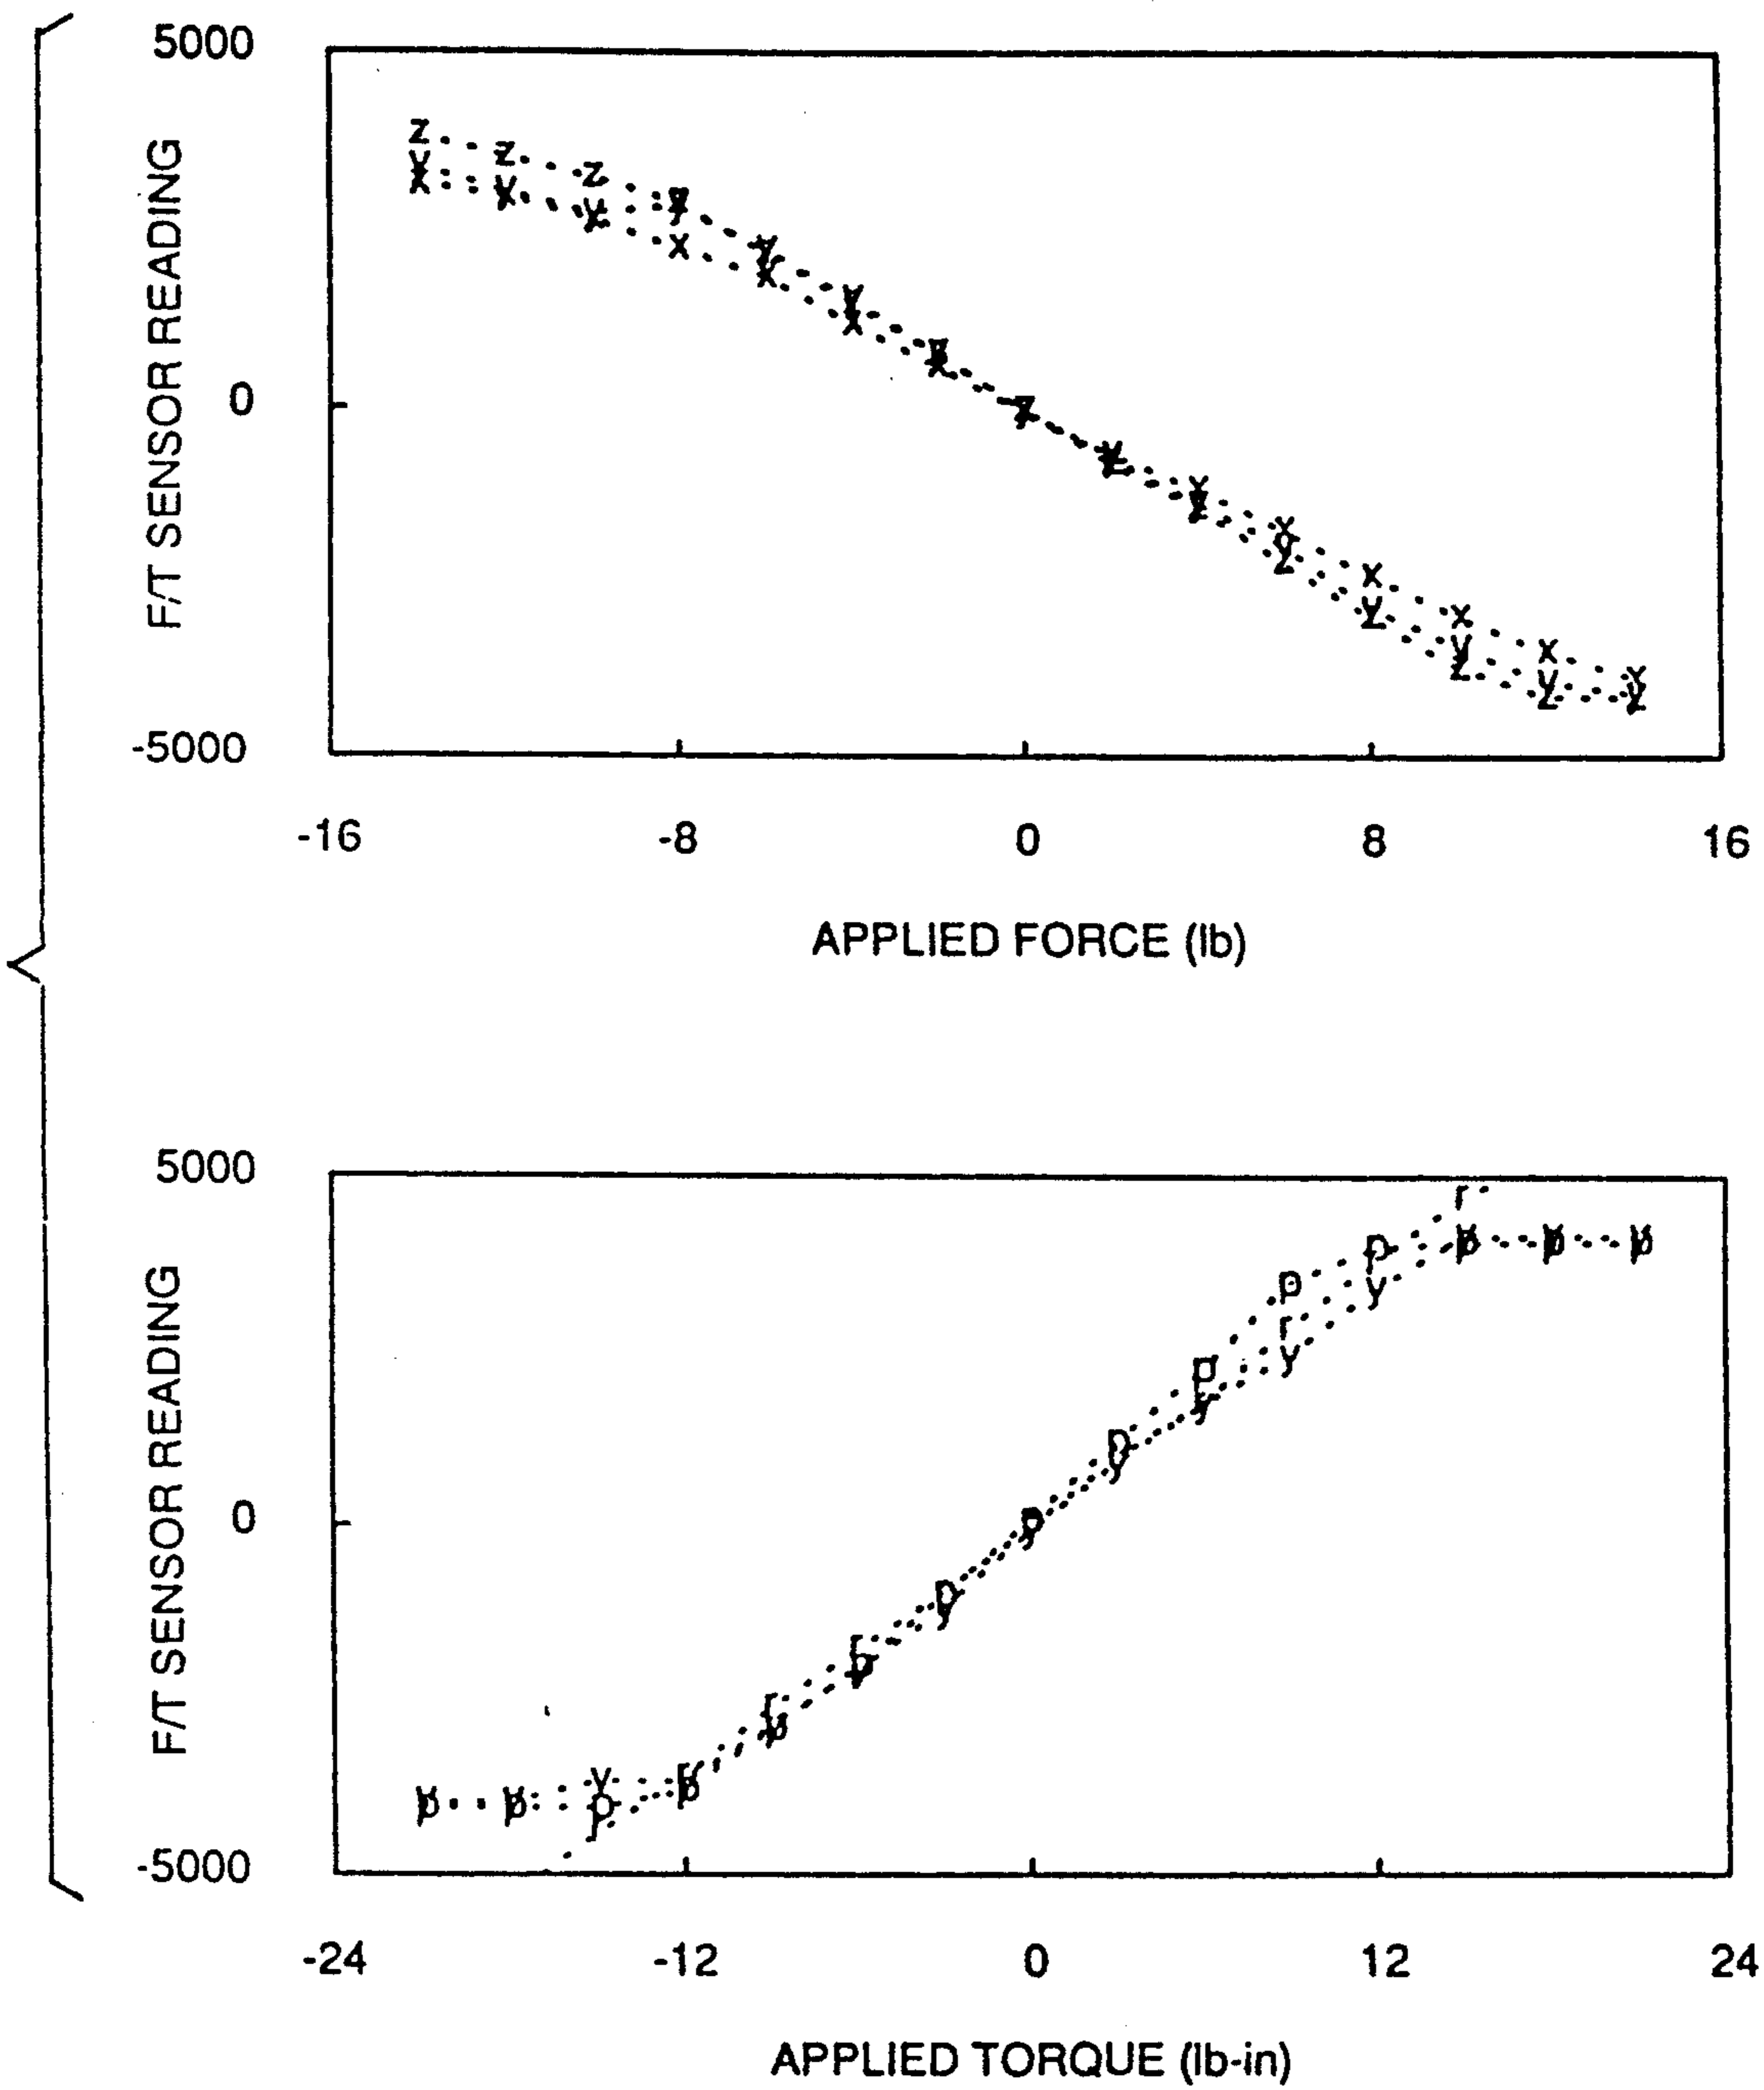 5000
F/T SENSOR READING
0
-5000
-16 -8 0 8 16
APPLIED FORCE (lb)
5000
F/T SENSOR READING
0
-5000
-24 -12 0 12 24
APPLIED TORQUE (lb-in)